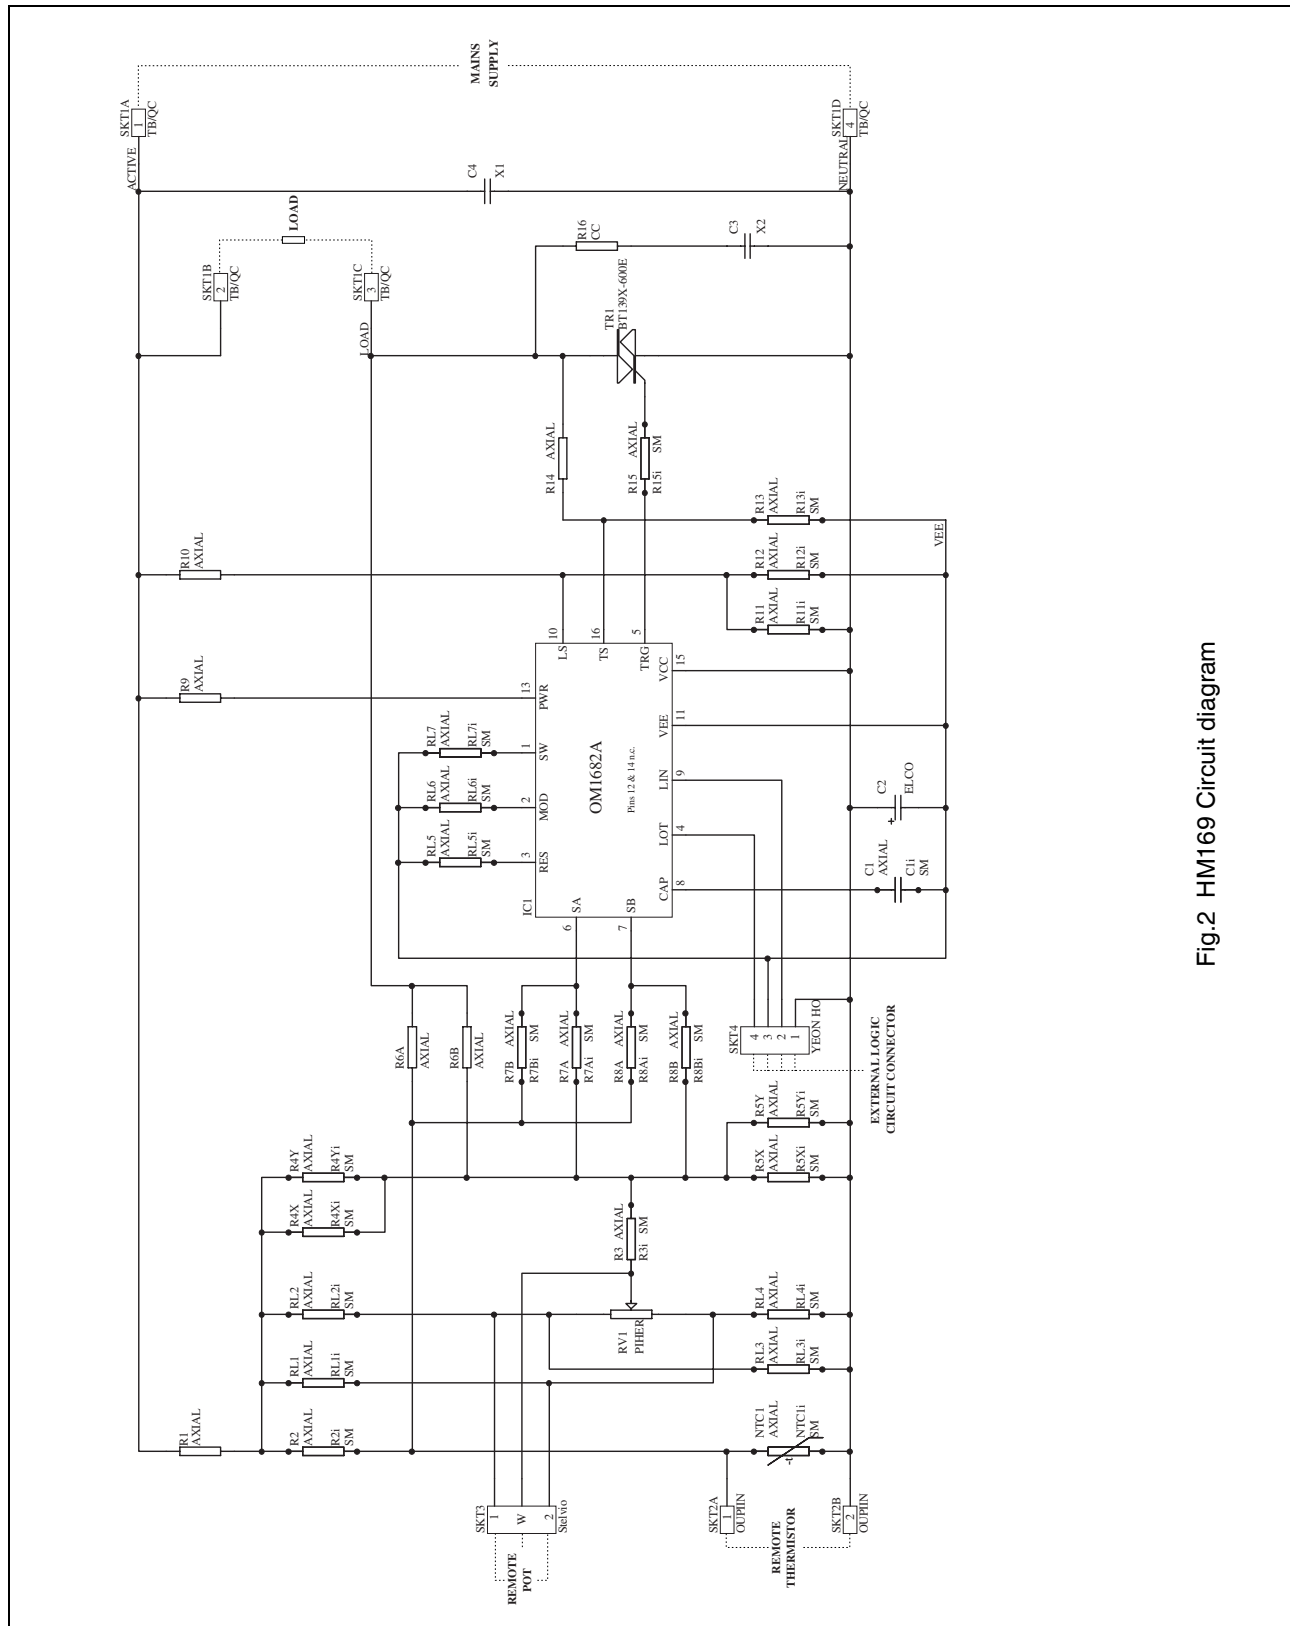 MAINS
SUPPLY
SKT1A
1
TB/QC
ACTIVE
SKT1D
4
TB/QC
NEUTRAL
C4
X1
LOAD
SKT1B
2
TB/QC
SKT1C
3
TB/QC
LOAD
R16
CC
C3
X2
TR1
BT139X-600E
R14 AXIAL
R15 AXIAL
R15i SM
R13
AXIAL
R13i
SM
VEE
R10
AXIAL
R12
AXIAL
R12i
SM
R11
AXIAL
R11i
SM
R9
AXIAL
10
LS
16
TS
5
TRG
15
VCC
13
PWR
11
VEE
RL7
AXIAL
RL7i
SM
1
SW
RL6
AXIAL
RL6i
SM
2
MOD
RL5
AXIAL
RL5i
SM
3
RES
OM1682A
Pins 12 & 14 n.c.
9
LIN
4
LOT
8
CAP
IC1
SA
6
SB
7
C2
ELCO
+
C1
AXIAL
C1i
SM
R6A
AXIAL
R6B
AXIAL
R7B AXIAL
R7Bi SM
R7A AXIAL
R7Ai SM
R8A AXIAL
R8Ai SM
R8B AXIAL
R8Bi SM
SKT4
4
3
2
1
YEON HO
EXTERNAL LOGIC
CIRCUIT CONNECTOR
R5Y
AXIAL
R5Yi
SM
R5X
AXIAL
R5Xi
SM
R4Y
AXIAL
R4Yi
SM
R4X
AXIAL
R4Xi
SM
R3 AXIAL
R3i SM
RL2
AXIAL
RL2i
SM
RV1
PIHER
RL4
AXIAL
RL4i
SM
RL1
AXIAL
RL1i
SM
RL3
AXIAL
RL3i
SM
R1
AXIAL
R2
AXIAL
R2i
SM
NTC1
AXIAL
NTC1i
SM
-t
SKT3
1
W
2
Stelvio
REMOTE
POT
SKT2A
1
OUPIIN
SKT2B
2
OUPIIN
REMOTE
THERMISTOR
Fig.2 HM169 Circuit diagram